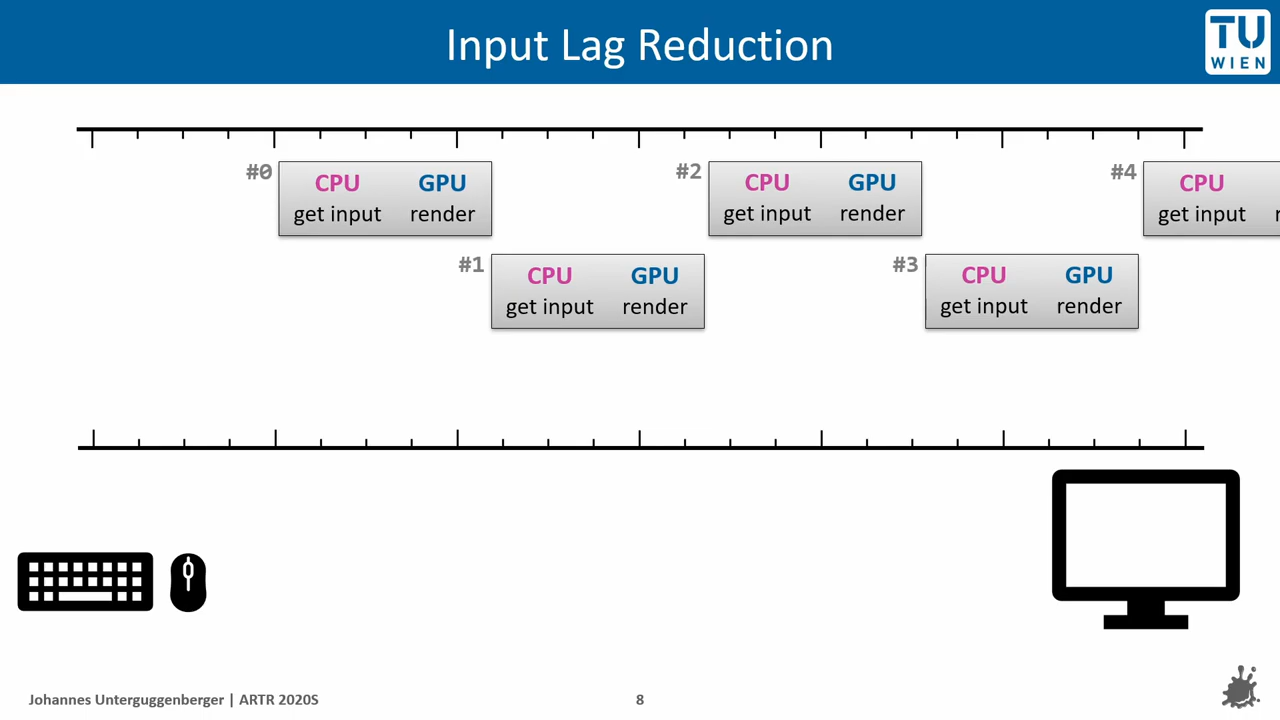 Input Lag Reduction
TU
WIEN
#0
CPU GPU
get input render
#2
CPU GPU
get input render
#4
CPU
get input r
#1
CPU GPU
get input render
#3
CPU GPU
get input render
Johannes Unterguggenberger | ARTR 2020S
8